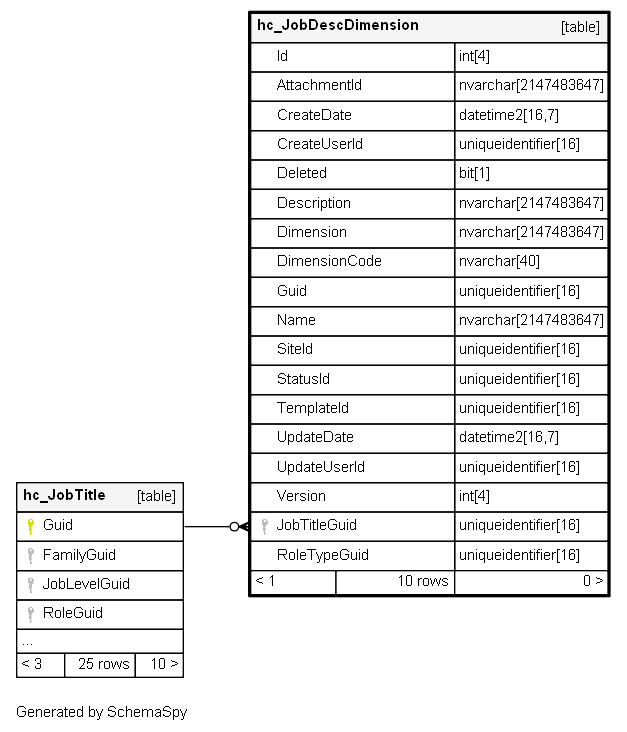 hc_JobDescDimension [table]
Id int[4]
AttachmentId nvarchar[2147483647]
CreateDate datetime2[16,7]
CreateUserId uniqueidentifier[16]
Deleted bit[1]
Description nvarchar[2147483647]
Dimension nvarchar[2147483647]
DimensionCode nvarchar[40]
Guid uniqueidentifier[16]
Name nvarchar[2147483647]
SiteId uniqueidentifier[16]
StatusId uniqueidentifier[16]
TemplateId uniqueidentifier[16]
UpdateDate datetime2[16,7]
UpdateUserId uniqueidentifier[16]
Version int[4]
JobTitleGuid uniqueidentifier[16]
RoleTypeGuid uniqueidentifier[16]
< 1 10 rows 0 >
hc_JobTitle [table]
Guid
FamilyGuid
JobLevelGuid
RoleGuid
...
< 3 25 rows 10 >
Generated by SchemaSpy